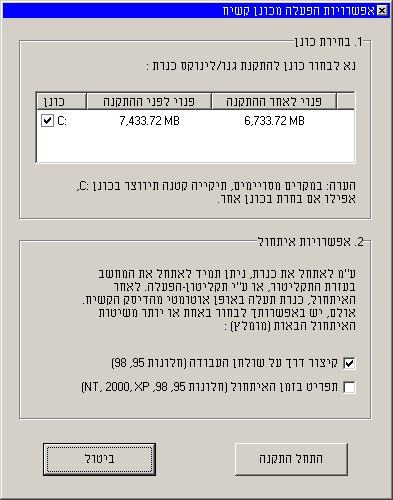 אפשרויות הפעלה מכונן קשיח
1. בחירת כונן
נא לבחור כונן להתקנת גנו/לינוקס כנרת :
כונן פנוי לפני ההתקנה פנוי לאחר ההתקנה
C: 7,433.72 MB 6,733.72 MB
הערה: במקרים מסויימים, תיקייה קטנה תיווצר בכונן C:,
אפילו אם בחרת בכונן אחר.
2. אפשרויות איתחול
ע"מ לאתחל את כנרת, ניתן תמיד לאתחל את המחשב
בעזרת התקליטור, או ע"י תקליטון-הפעלה. לאחר
האיתחול, כנרת תעלה באופן אוטרמטי מהדיסק הקשיח.
אולם, יש באפשרותך לבחור באחת או יותר משיטות
האיתחול הבאות (מומלץ) :
קיצור דרך על שולחן העבודה (חלונות 95, 98)
תפריט בזמן האיתחול (חלונות 95, 98, NT, 2000, XP)
התחל התקנה
ביטול